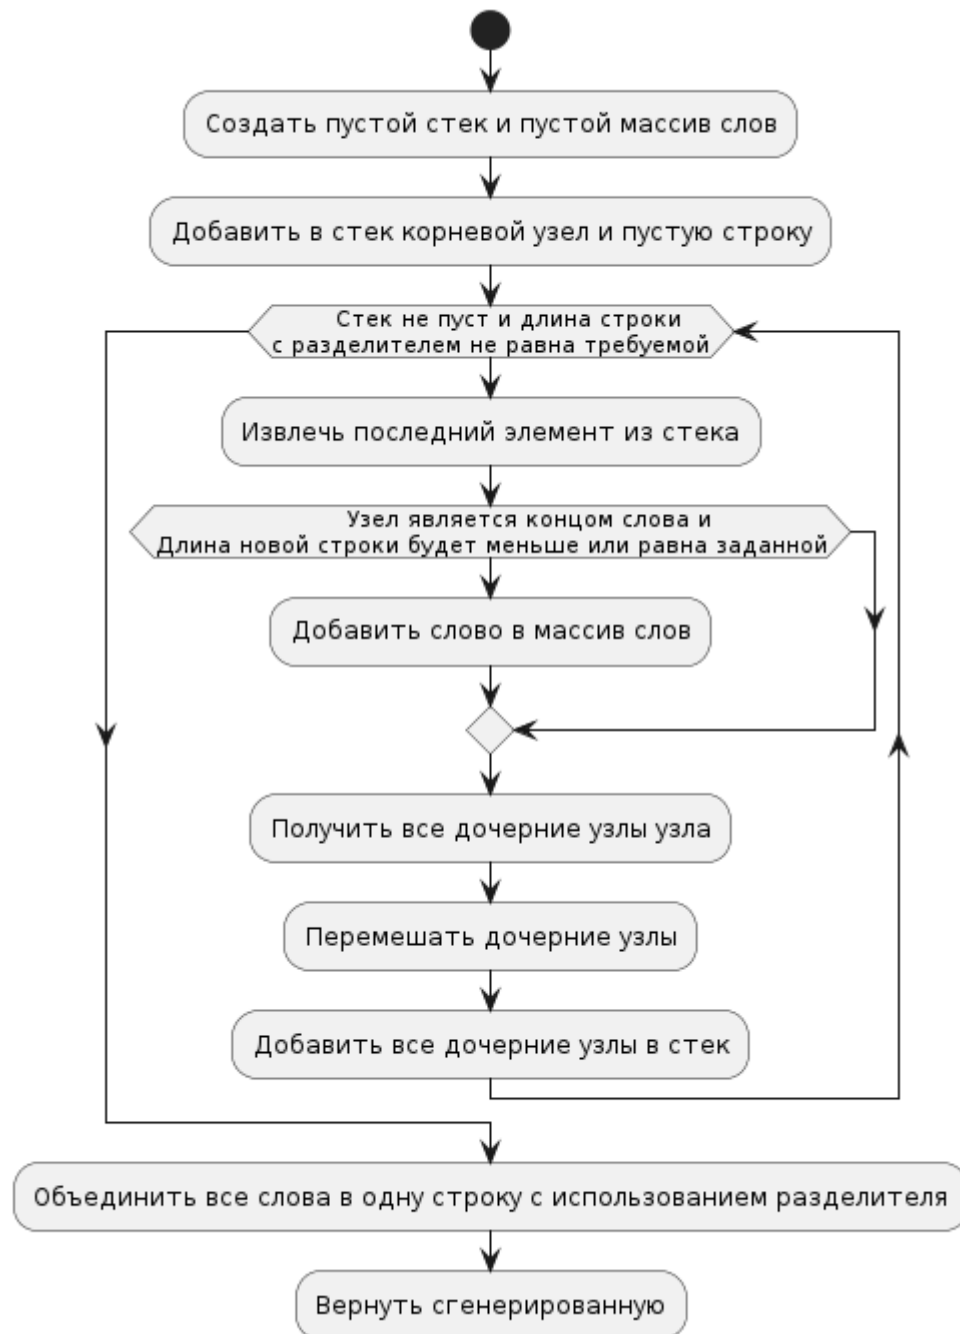 Создать пустой стек и пустой массив слов
Добавить в стек корневой узел и пустую строку
Стек не пуст и длина строки
с разделителем не равна требуемой
Извлечь последний элемент из стека
Узел является концом слова и
Длина новой строки будет меньше или равна заданной
Добавить слово в массив слов
Получить все дочерние узлы узла
Перемешать дочерние узлы
Добавить все дочерние узлы в стек
Объединить все слова в одну строку с использованием разделителя
Вернуть сгенерированную